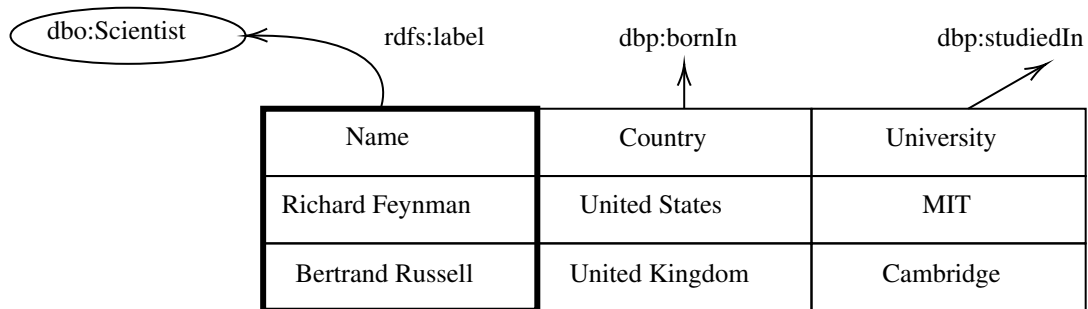 dbo:Scientist
rdfs:label
dbp:bornIn
dbp:studiedIn
Name Country University
Richard Feynman United States MIT
Bertrand Russell United Kingdom Cambridge